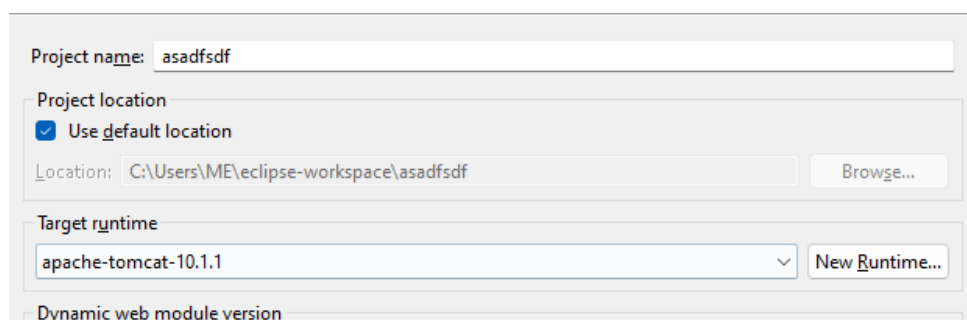 Project name: asadfsdf
Project location
Use default location
Location: C:\Users\ME\eclipse-workspace\asadfsdf Browse...
Target runtime
apache-tomcat-10.1.1 New Runtime...
Dynamic web module version